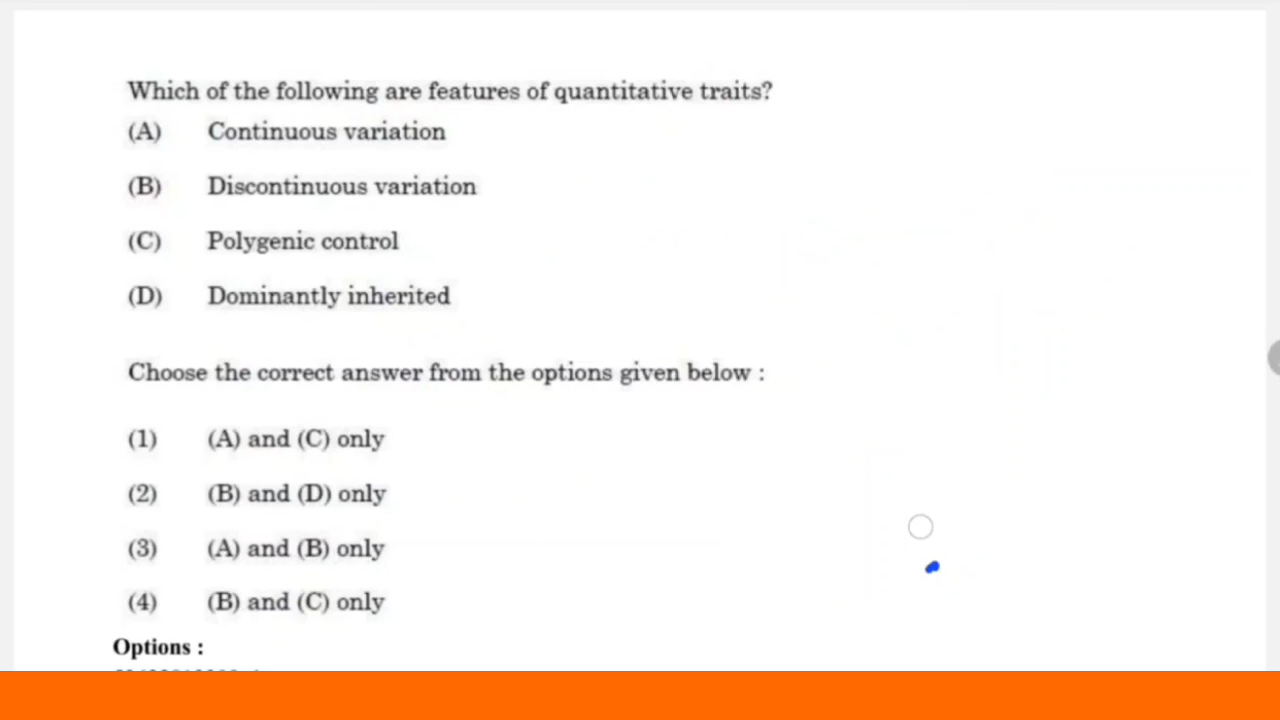 Which of the following are features of quantitative traits?
(A) Continuous variation
(B) Discontinuous variation
(C) Polygenic control
(D) Dominantly inherited
Choose the correct answer from the options given below :
(1) (A) and (C) only
(2) (B) and (D) only
(3) (A) and (B) only
(4) (B) and (C) only
Options :